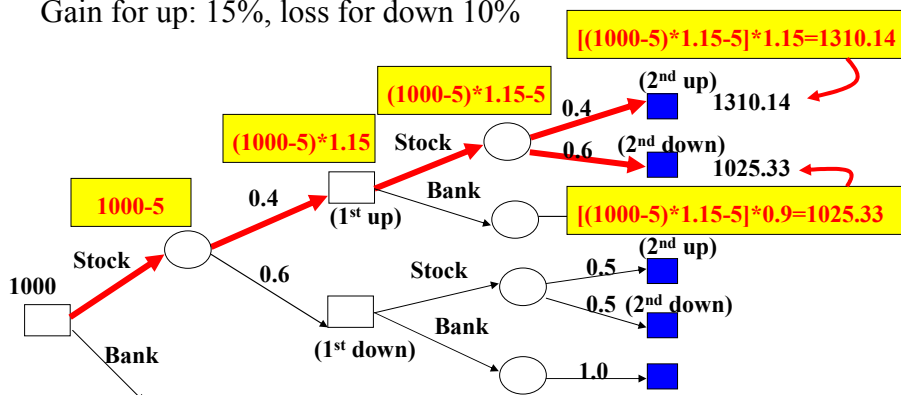 Gain for up: 15%, loss for down 10%
[(1000-5)*1.15-5]*1.15=1310.14
(2nd up)
1310.14
(1000-5)*1.15-5
0.4
(1000-5)*1.15
Stock
0.6
(2nd down)
1025.33
1000-5
0.4
Bank
[(1000-5)*1.15-5]*0.9=1025.33
(1st up)
(2nd up)
Stock
0.6
Stock
0.5
1000
0.5
(2nd down)
Bank
(1st down)
Bank
1.0